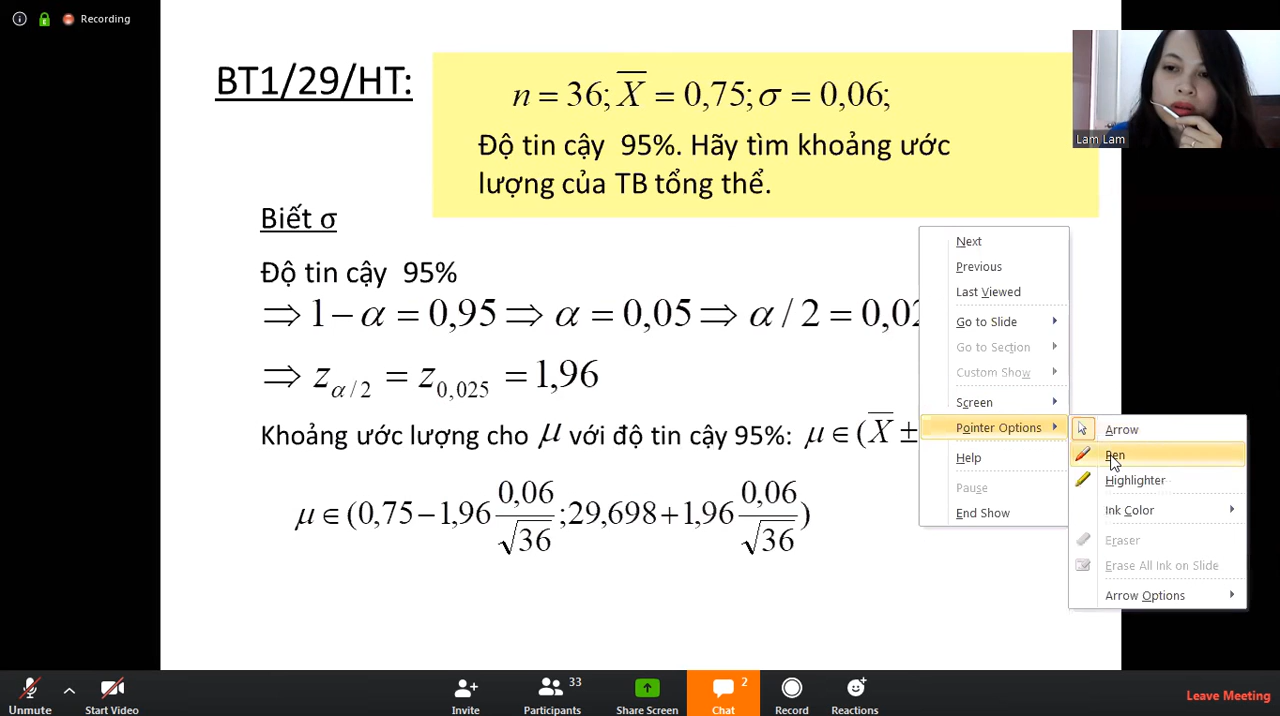 Recording
BT1/29/HT:
n = 36; X̄ = 0,75; σ = 0,06;
Độ tin cậy 95%. Hãy tìm khoảng ước
lượng của TB tổng thể.
Lam Lam
Biết σ
Độ tin cậy 95%
⇒ 1 − α = 0,95 ⇒ α = 0,05 ⇒ α / 2 = 0,02
⇒ z_{α/2} = z_{0,025} = 1,96
Khoảng ước lượng cho μ với độ tin cậy 95%: μ ∈ (X̄ ±
μ ∈ (0,75 − 1,96 0,06/√36 ; 29,698 + 1,96 0,06/√36)
Next
Previous
Last Viewed
Go to Slide
Go to Section
Custom Show
Screen
Pointer Options
Help
Pause
End Show
Arrow
Pen
Highlighter
Ink Color
Eraser
Erase All Ink on Slide
Arrow Options
Unmute
Start Video
Invite
33
Participants
Share Screen
2
Chat
Record
Reactions
Leave Meeting